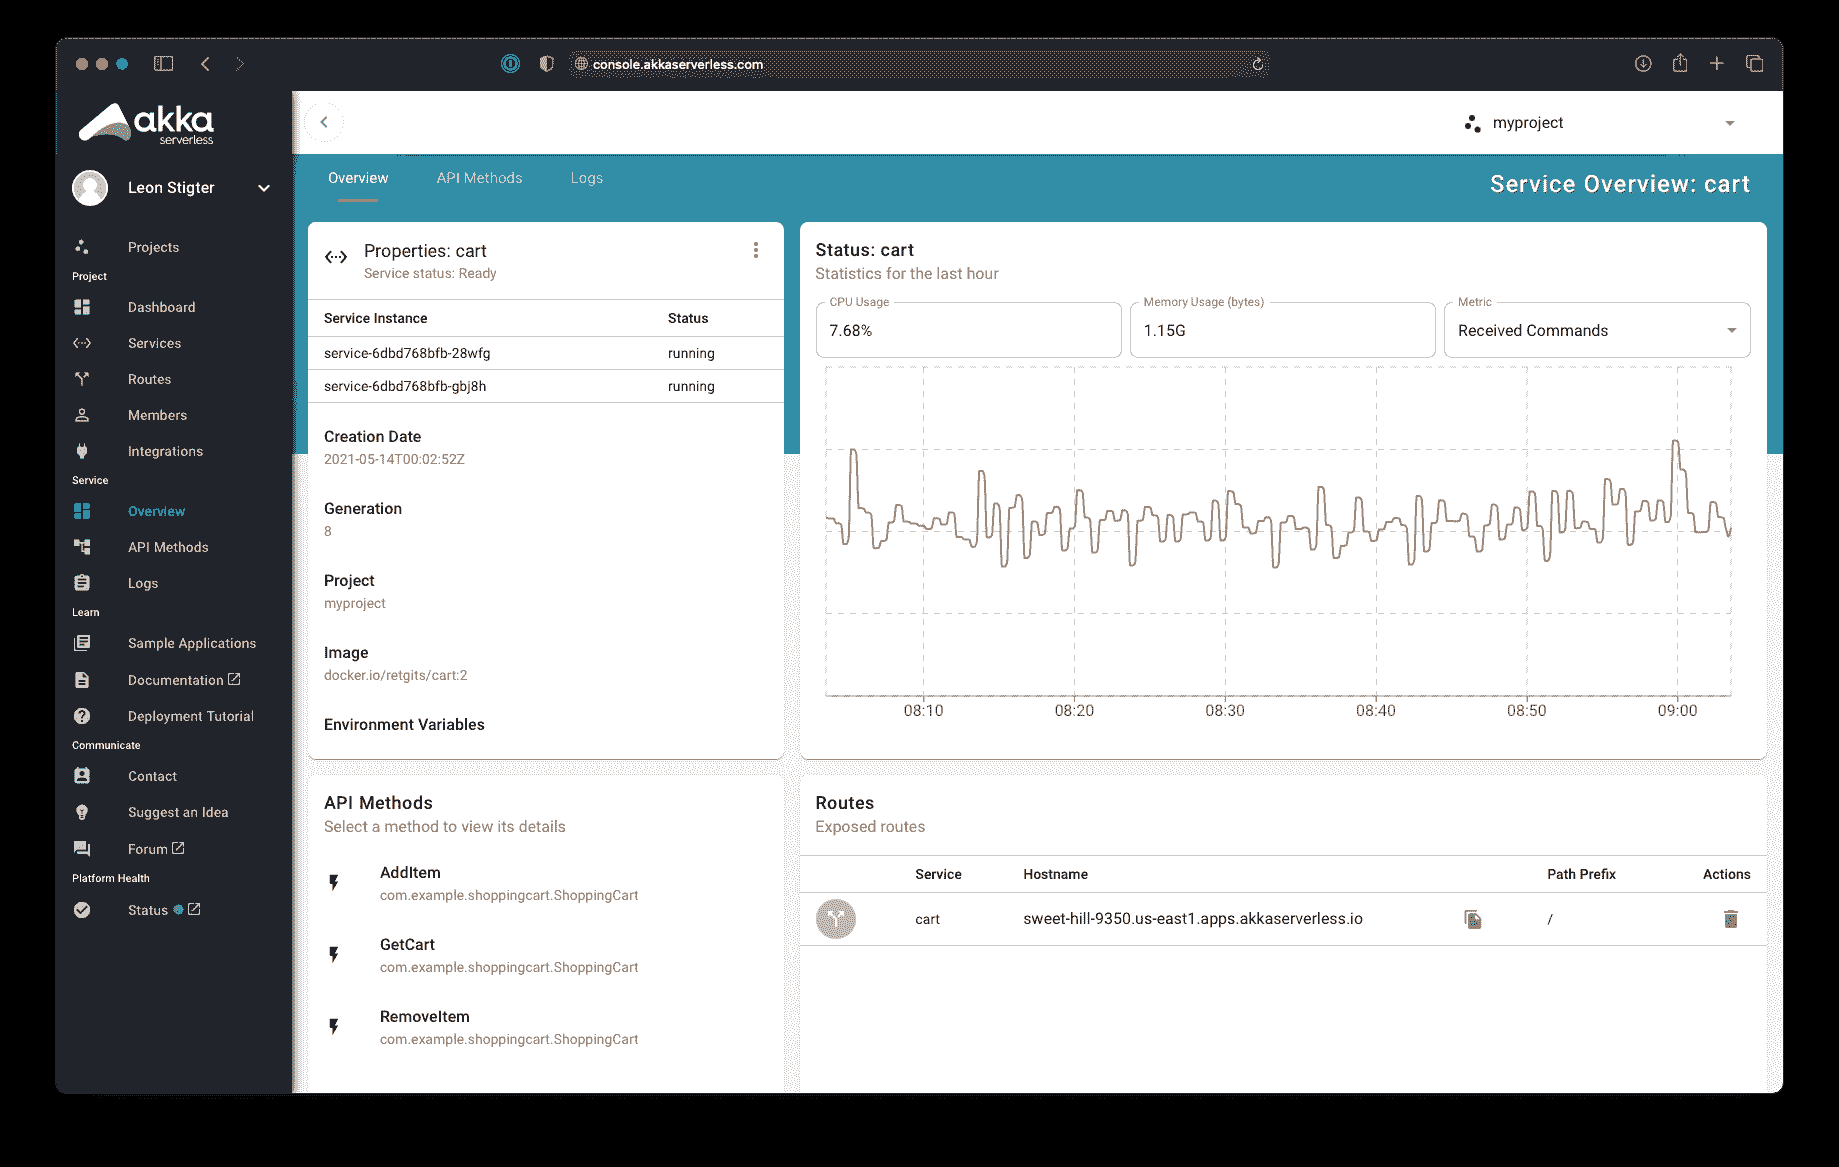 console.akkaserverless.com
akka
serverless
Leon Stigter
Projects
Project
Dashboard
Services
Routes
Members
Integrations
Service
Overview
API Methods
Logs
Learn
Sample Applications
Documentation
Deployment Tutorial
Communicate
Contact
Suggest an Idea
Forum
Platform Health
Status
myproject
Overview API Methods Logs
Service Overview: cart
Properties: cart
Service status: Ready
Service Instance Status
service-6dbd768bfb-28wfg running
service-6dbd768bfb-gbj8h running
Creation Date
2021-05-14T00:02:52Z
Generation
8
Project
myproject
Image
docker.io/retgits/cart:2
Environment Variables
Status: cart
Statistics for the last hour
CPU Usage Memory Usage (bytes) Metric
7.68% 1.15G Received Commands
08:10 08:20 08:30 08:40 08:50 09:00
API Methods
Select a method to view its details
AddItem
com.example.shoppingcart.ShoppingCart
GetCart
com.example.shoppingcart.ShoppingCart
RemoveItem
com.example.shoppingcart.ShoppingCart
Routes
Exposed routes
Service Hostname Path Prefix Actions
cart sweet-hill-9350.us-east1.apps.akkaserverless.io /